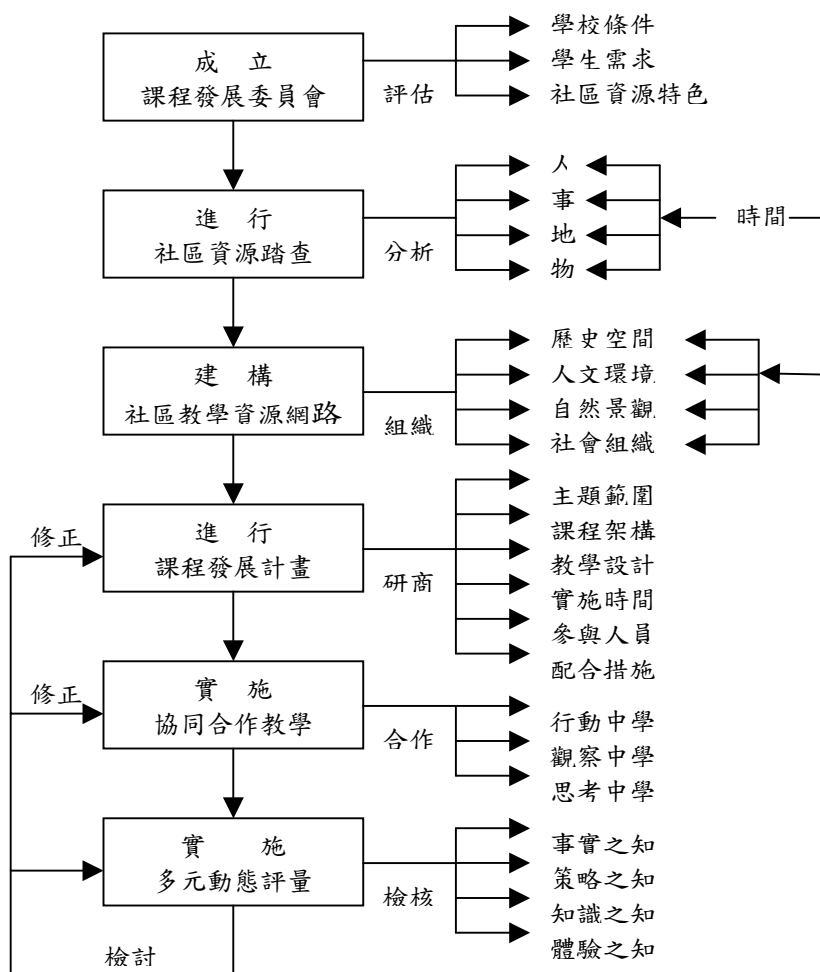 成 立
課程發展委員會
評估
學校條件
學生需求
社區資源特色
進 行
社區資源踏查
分析
人
事
地
物
時間
建 構
社區教學資源網路
組織
歷史空間
人文環境
自然景觀
社會組織
修正
進 行
課程發展計畫
研商
主題範圍
課程架構
教學設計
實施時間
參與人員
配合措施
修正
實 施
協同合作教學
合作
行動中學
觀察中學
思考中學
實 施
多元動態評量
檢核
事實之知
策略之知
知識之知
體驗之知
檢討